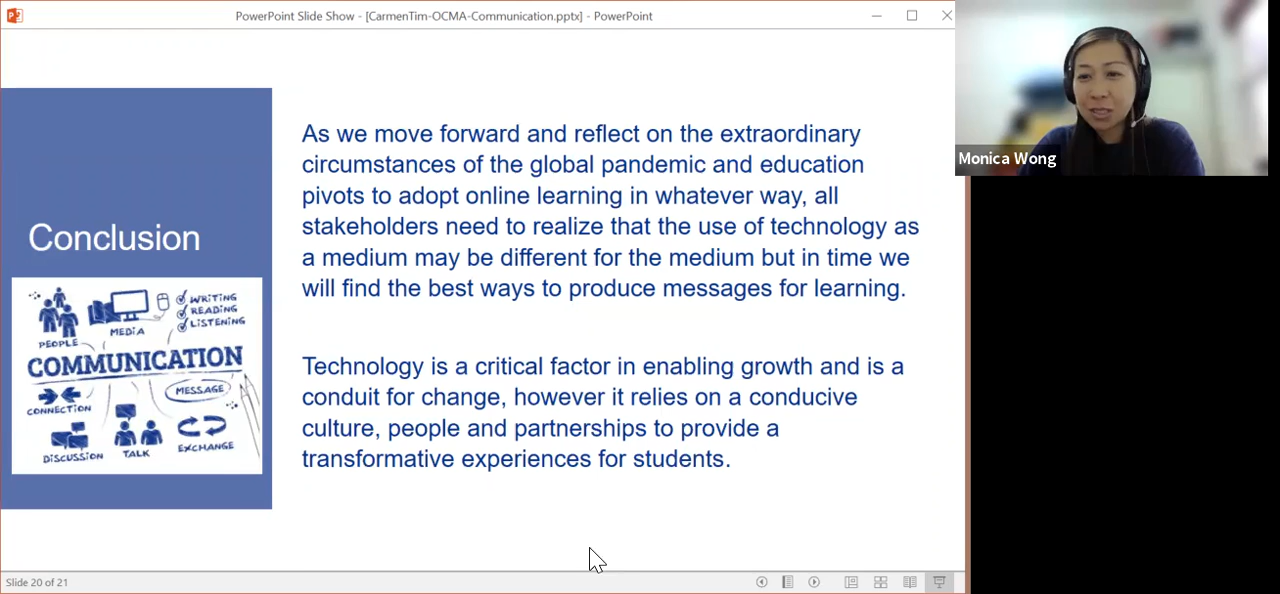 PowerPoint Slide Show - [CarmenTim-OCMA-Communication.pptx] - PowerPoint
Monica Wong
Conclusion
WRITING
READING
LISTENING
PEOPLE
MEDIA
COMMUNICATION
CONNECTION
MESSAGE
DISCUSSION
TALK
EXCHANGE
As we move forward and reflect on the extraordinary
circumstances of the global pandemic and education
pivots to adopt online learning in whatever way, all
stakeholders need to realize that the use of technology as
a medium may be different for the medium but in time we
will find the best ways to produce messages for learning.
Technology is a critical factor in enabling growth and is a
conduit for change, however it relies on a conducive
culture, people and partnerships to provide a
transformative experiences for students.
Slide 20 of 21